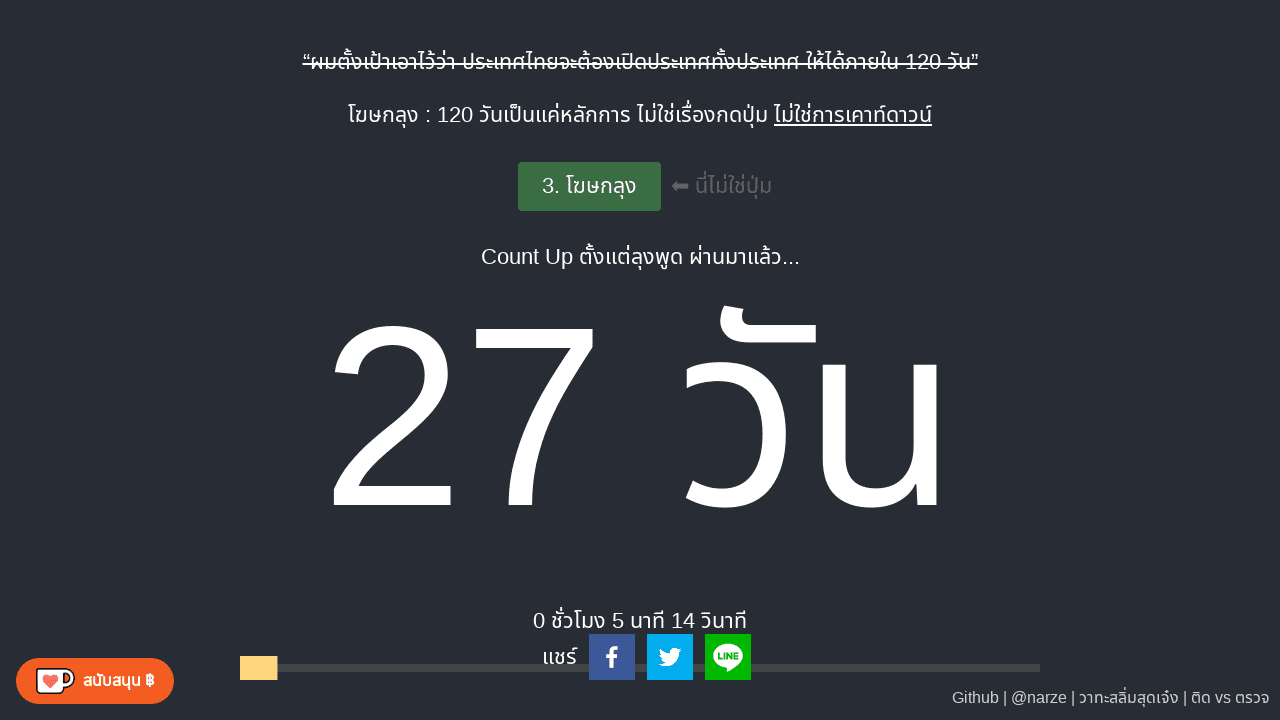 “ผมตั้งเป้าเอาไว้ว่า ประเทศไทยจะต้องเปิดประเทศทั้งประเทศ ให้ได้ภายใน 120 วัน”
โฆษกลุง : 120 วันเป็นแค่หลักการ ไม่ใช่เรื่องกดปุ่ม ไม่ใช่การเคาท์ดาวน์
3. โฆษกลุง ⬅ นี่ไม่ใช่ปุ่ม
Count Up ตั้งแต่ลุงพูด ผ่านมาแล้ว...
27 วัน
0 ชั่วโมง 5 นาที 14 วินาที
แชร์ LINE
สนับสนุน ฿
Github | @narze | วาทะสลิ่มสุดเจ๋ง | ติด vs ตรวจ